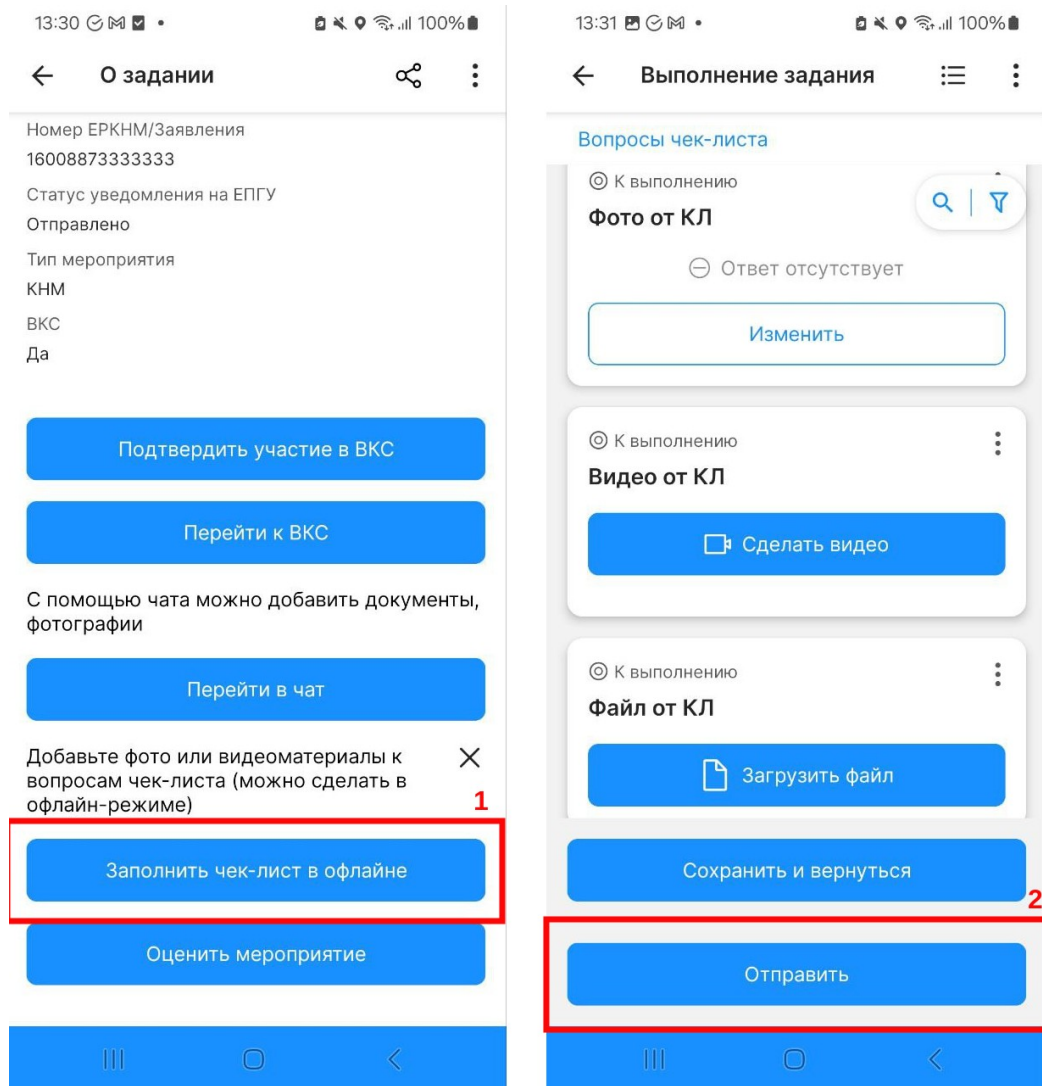 13:30
100%
О задании
Номер ЕРКНМ/Заявления
16008873333333
Статус уведомления на ЕПГУ
Отправлено
Тип мероприятия
КНМ
ВКС
Да
Подтвердить участие в ВКС
Перейти к ВКС
С помощью чата можно добавить документы,
фотографии
Перейти в чат
Добавьте фото или видеоматериалы к
вопросам чек-листа (можно сделать в
офлайн-режиме)
1
Заполнить чек-лист в офлайне
Оценить мероприятие
13:31
100%
Выполнение задания
Вопросы чек-листа
К выполнению
Фото от КЛ
Ответ отсутствует
Изменить
К выполнению
Видео от КЛ
Сделать видео
К выполнению
Файл от КЛ
Загрузить файл
Сохранить и вернуться
2
Отправить